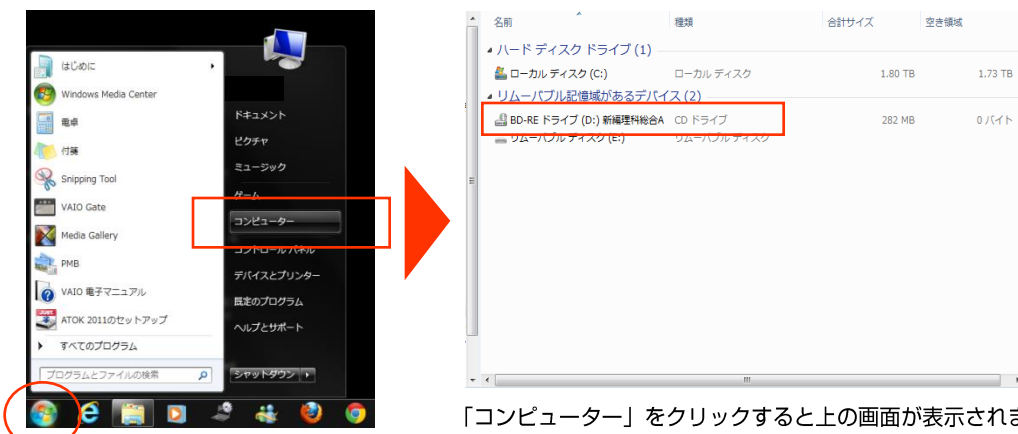 はじめに
Windows Media Center
電卓
付箋
Snipping Tool
VAIO Gate
Media Gallery
PMB
VAIO 電子マニュアル
ATOK 2011のセットアップ
すべてのプログラム
プログラムとファイルの検索
ドキュメント
ピクチャ
ミュージック
ゲーム
コンピューター
コントロール パネル
デバイスとプリンター
既定のプログラム
ヘルプとサポート
シャットダウン
名前 種類 合計サイズ 空き領域
ハード ディスク ドライブ (1)
ローカル ディスク (C:) ローカル ディスク 1.80 TB 1.73 TB
リムーバブル記憶域があるデバイス (2)
BD-RE ドライブ (D:) 新編理科総合A CD ドライブ 282 MB 0 バイト
リムーバブル ディスク (E:) リムーバブル ディスク
「コンピューター」をクリックすると上の画面が表示されま